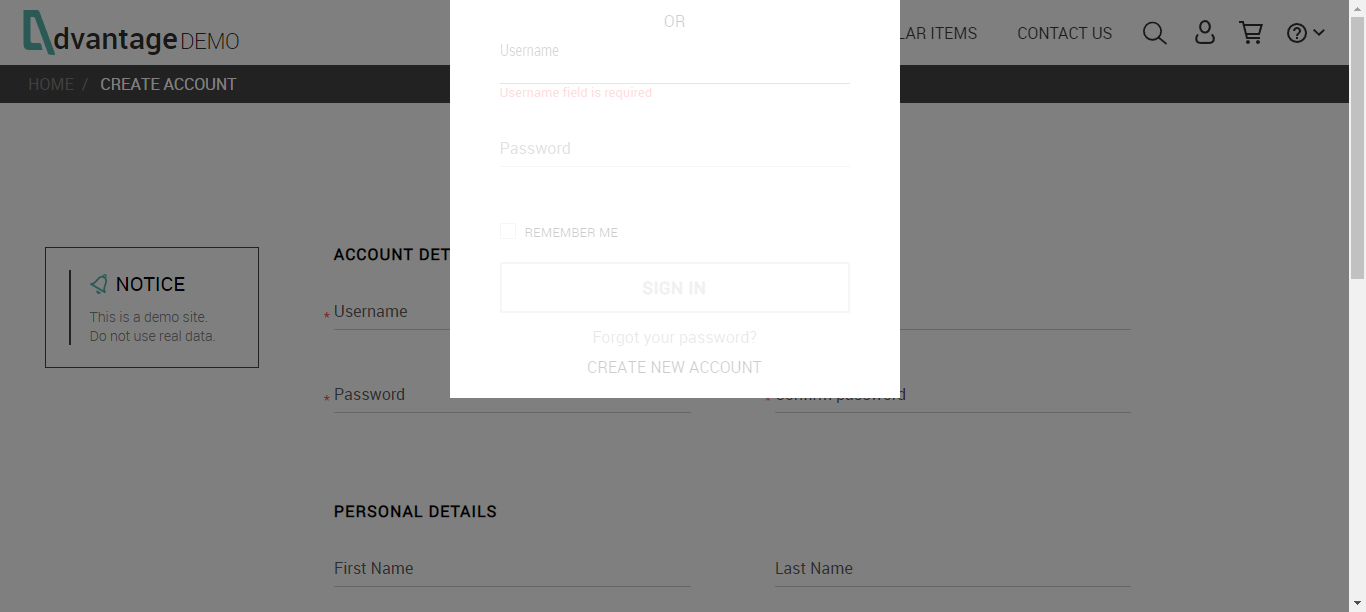 dvantage DEMO
LAR ITEMS
CONTACT US
HOME / CREATE ACCOUNT
OR
Username
Username field is required
Password
REMEMBER ME
SIGN IN
Forgot your password?
CREATE NEW ACCOUNT
NOTICE
This is a demo site.
Do not use real data.
ACCOUNT DET
* Username
* Password
* Confirm password
PERSONAL DETAILS
First Name
Last Name